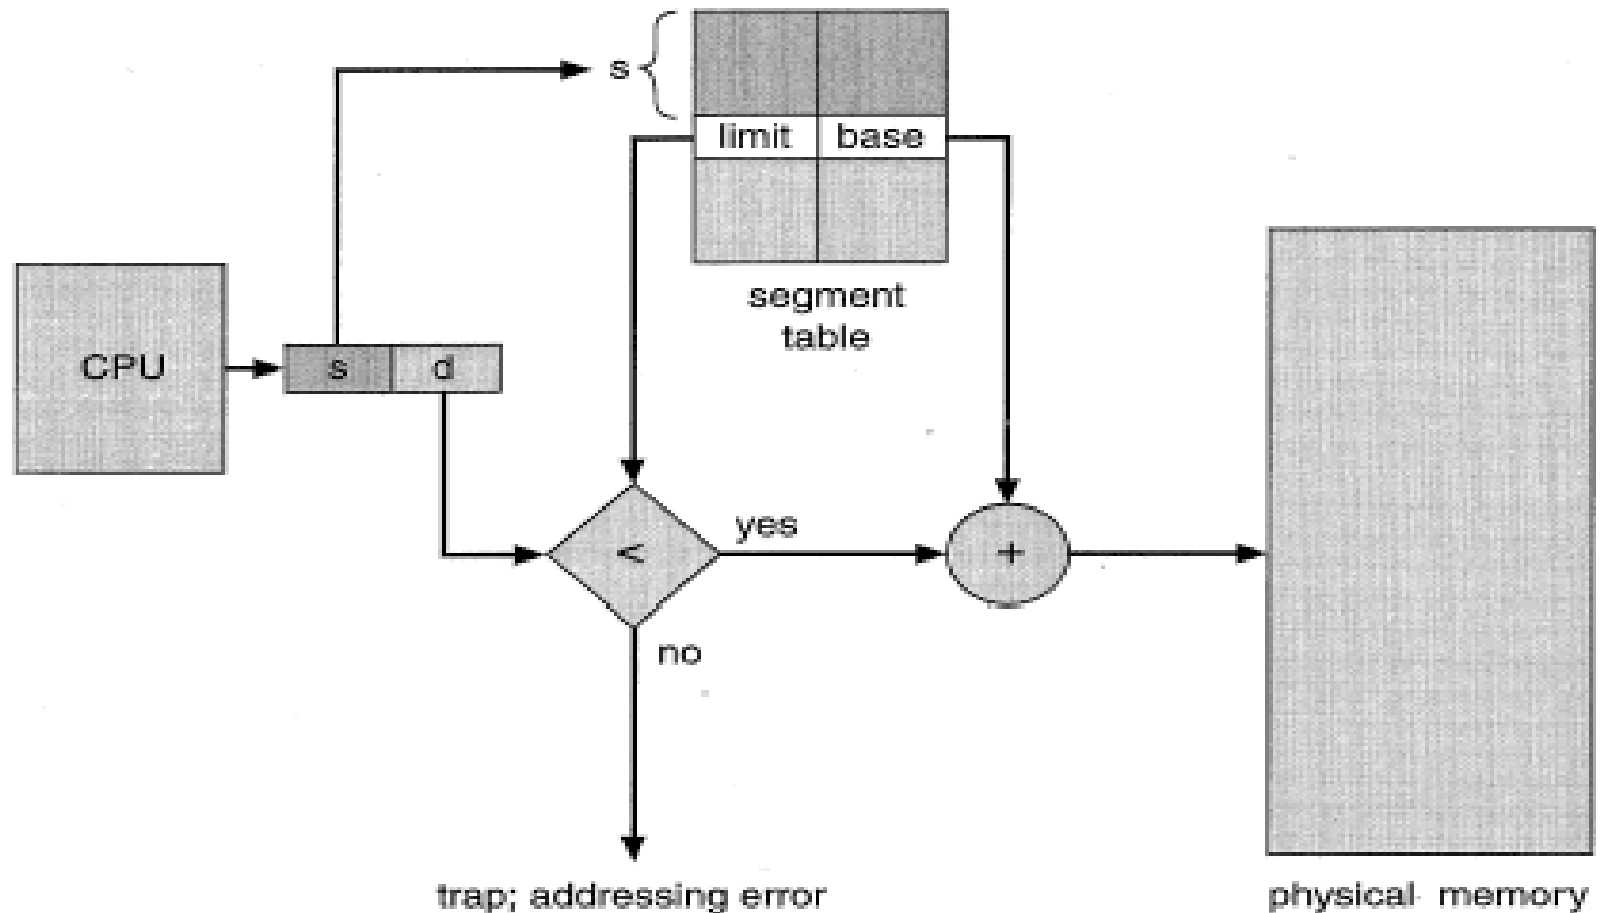 s
limit base
segment
table
CPU
s d
<
yes
+
no
trap; addressing error
physical memory